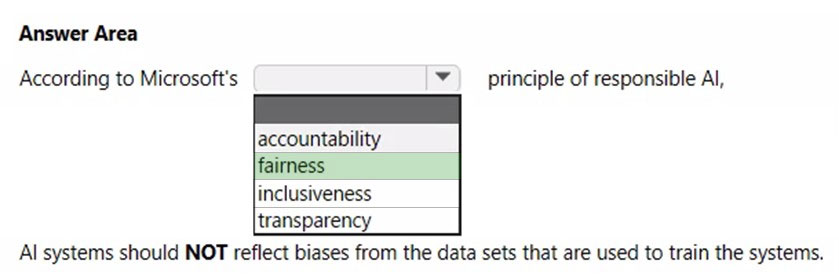 Answer Area
According to Microsoft's principle of responsible AI,
accountability
fairness
inclusiveness
transparency
AI systems should NOT reflect biases from the data sets that are used to train the systems.